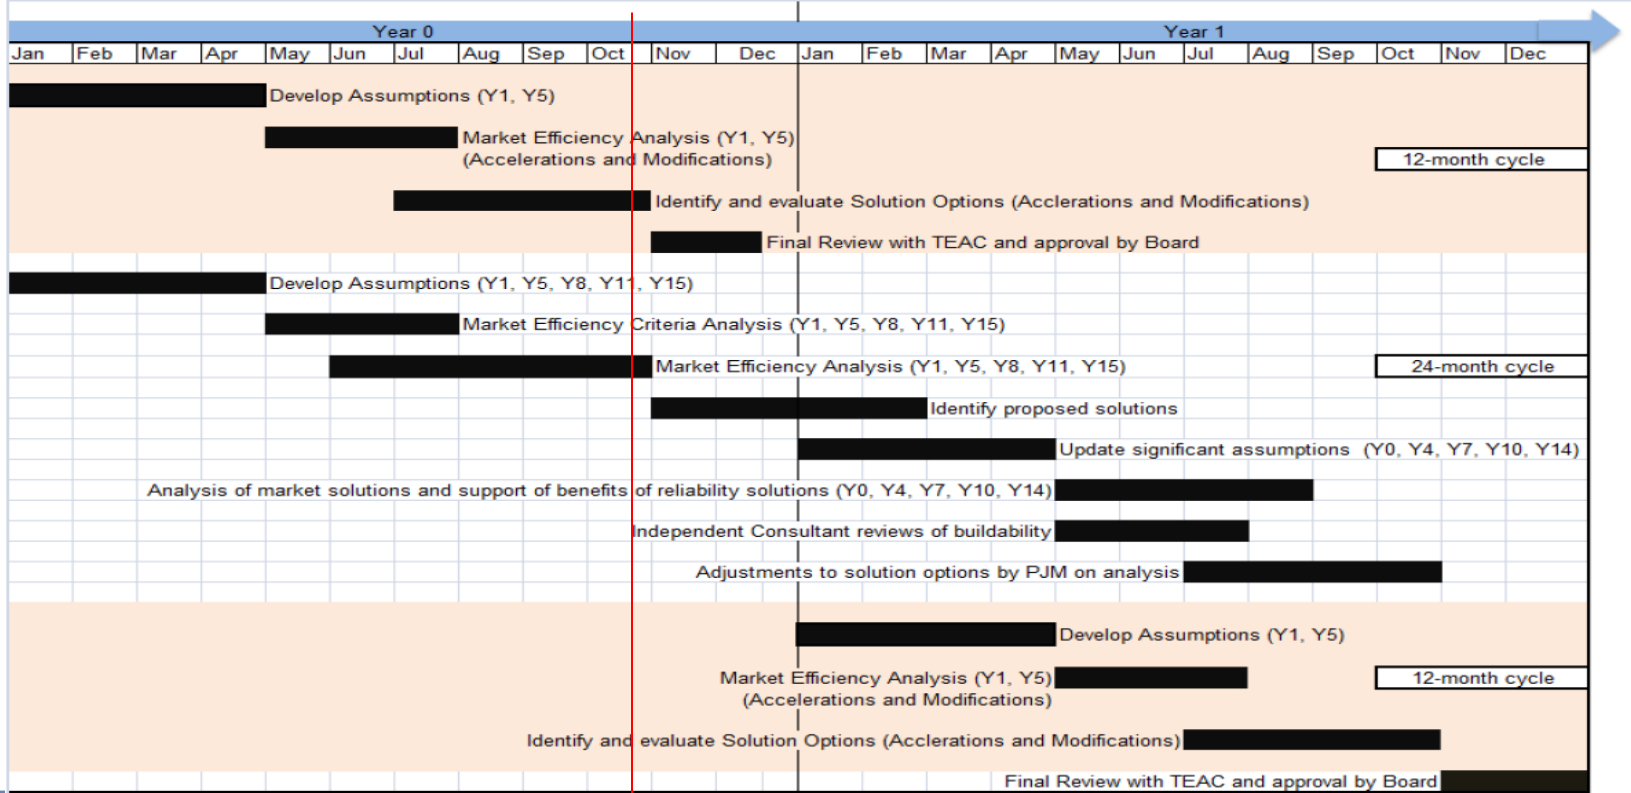 Year 0 Year 1
Jan Feb Mar Apr May Jun Jul Aug Sep Oct Nov Dec Jan Feb Mar Apr May Jun Jul Aug Sep Oct Nov Dec
Develop Assumptions (Y1, Y5)
Market Efficiency Analysis (Y1, Y5)
(Accelerations and Modifications)
12-month cycle
Identify and evaluate Solution Options (Acclerations and Modifications)
Final Review with TEAC and approval by Board
Develop Assumptions (Y1, Y5, Y8, Y11, Y15)
Market Efficiency Criteria Analysis (Y1, Y5, Y8, Y11, Y15)
Market Efficiency Analysis (Y1, Y5, Y8, Y11, Y15)
24-month cycle
Identify proposed solutions
Update significant assumptions (Y0, Y4, Y7, Y10, Y14)
Analysis of market solutions and support of benefits of reliability solutions (Y0, Y4, Y7, Y10, Y14)
Independent Consultant reviews of buildability
Adjustments to solution options by PJM on analysis
Develop Assumptions (Y1, Y5)
Market Efficiency Analysis (Y1, Y5)
(Accelerations and Modifications)
12-month cycle
Identify and evaluate Solution Options (Acclerations and Modifications)
Final Review with TEAC and approval by Board